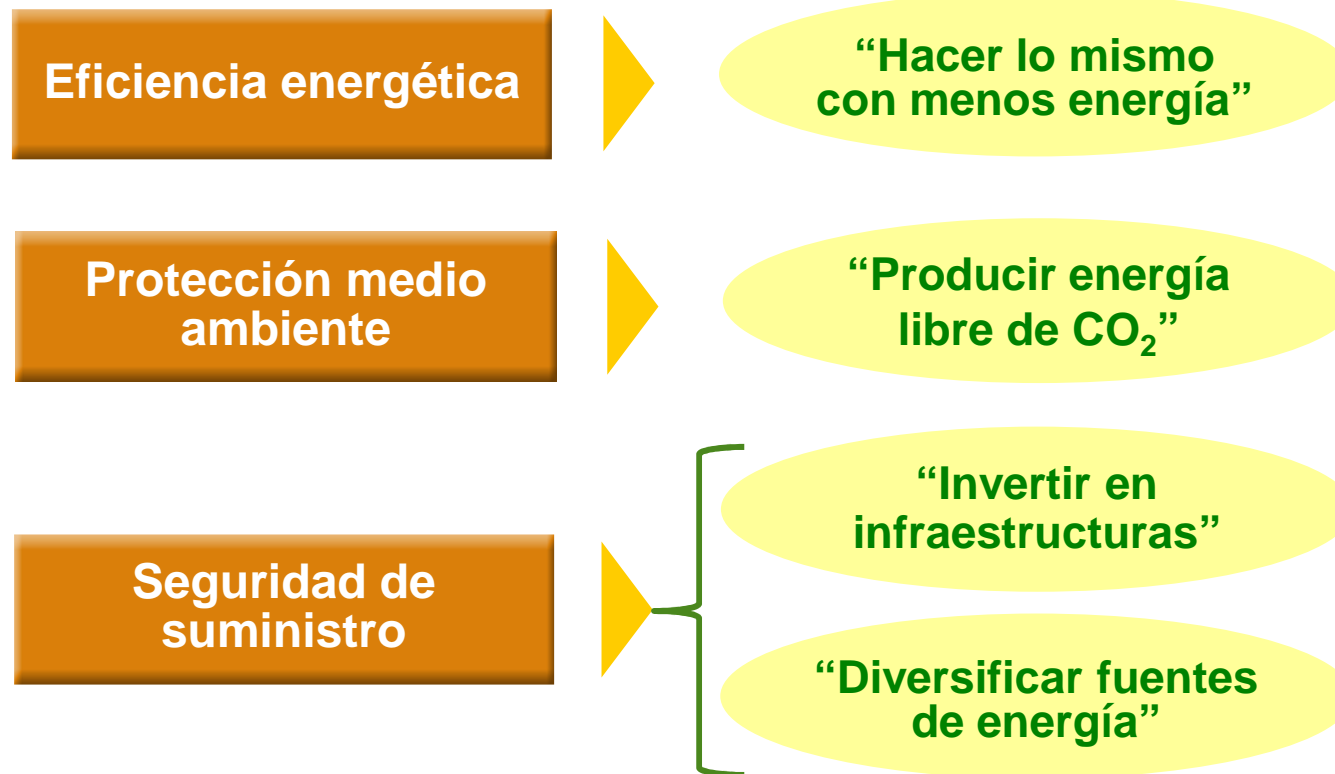 Eficiencia energética
“Hacer lo mismo
con menos energía”
Protección medio
ambiente
“Producir energía
libre de CO₂”
Seguridad de
suministro
“Invertir en
infraestructuras”
“Diversificar fuentes
de energía”